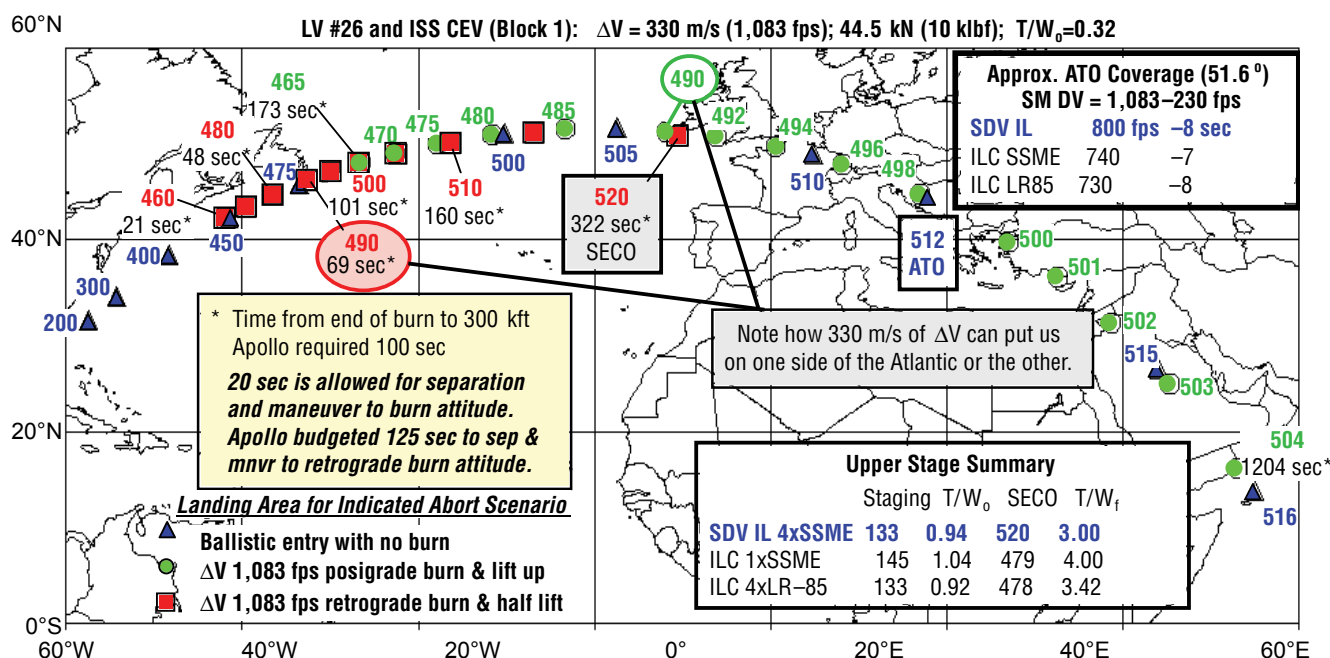 LV #26 and ISS CEV (Block 1): ΔV = 330 m/s (1,083 fps); 44.5 kN (10 klbf); T/Wo=0.32
60°N
40°N
20°N
0°S
60°W
40°W
20°W
0°
20°E
40°E
60°E
465
173 sec*
480
48 sec*
460
21 sec*
475
470
475
480
485
490
492
494
496
498
500
501
502
503
504
1204 sec*
500
101 sec*
510
160 sec*
500
505
510
515
516
450
400
300
200
490
69 sec*
520
322 sec*
SECO
512
ATO
Approx. ATO Coverage (51.6°)
SM DV = 1,083–230 fps
SDV IL 800 fps –8 sec
ILC SSME 740 –7
ILC LR85 730 –8
Note how 330 m/s of ΔV can put us
on one side of the Atlantic or the other.
* Time from end of burn to 300 kft
Apollo required 100 sec
20 sec is allowed for separation
and maneuver to burn attitude.
Apollo budgeted 125 sec to sep &
mnvr to retrograde burn attitude.
Landing Area for Indicated Abort Scenario
Ballistic entry with no burn
ΔV 1,083 fps posigrade burn & lift up
ΔV 1,083 fps retrograde burn & half lift
Upper Stage Summary
Staging T/Wo SECO T/Wf
SDV IL 4xSSME 133 0.94 520 3.00
ILC 1xSSME 145 1.04 479 4.00
ILC 4xLR–85 133 0.92 478 3.42